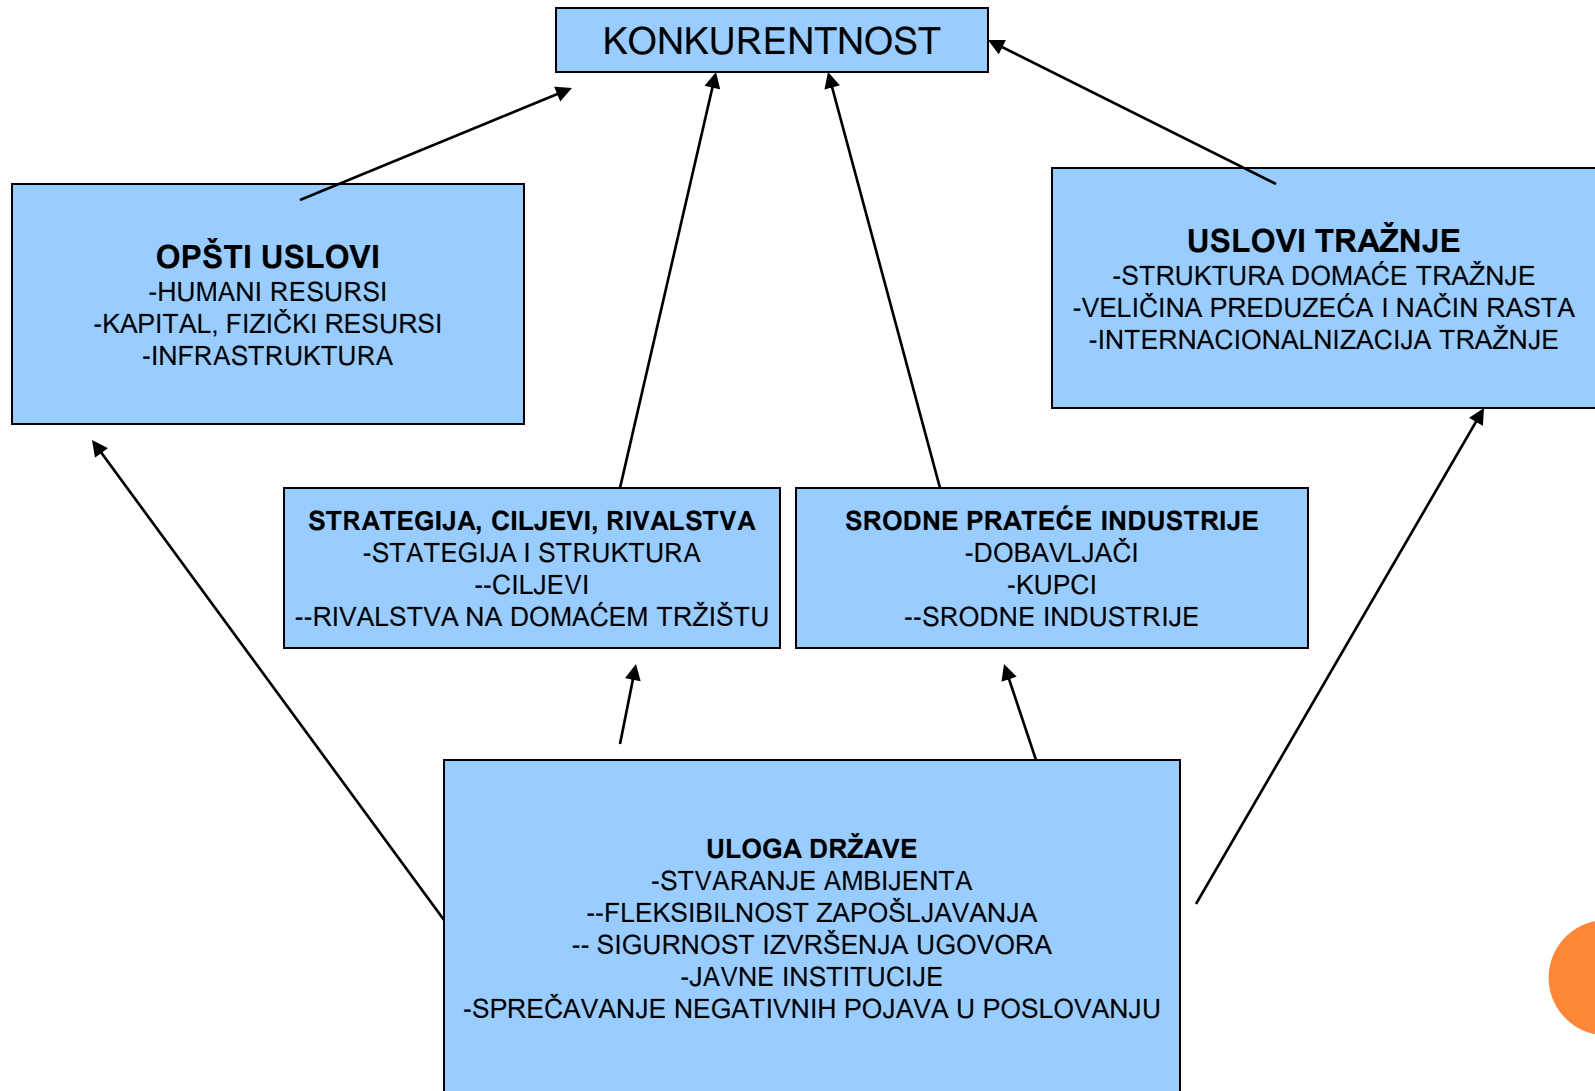 KONKURENTNOST
OPŠTI USLOVI
-HUMANI RESURSI
-KAPITAL, FIZIČKI RESURSI
-INFRASTRUKTURA
USLOVI TRAŽNJE
-STRUKTURA DOMAĆE TRAŽNJE
-VELIČINA PREDUZEĆA I NAČIN RASTA
-INTERNACIONALNIZACIJA TRAŽNJE
STRATEGIJA, CILJEVI, RIVALSTVA
-STATEGIJA I STRUKTURA
--CILJEVI
--RIVALSTVA NA DOMAĆEM TRŽIŠTU
SRODNE PRATEĆE INDUSTRIJE
-DOBAVLJAČI
-KUPCI
--SRODNE INDUSTRIJE
ULOGA DRŽAVE
-STVARANJE AMBIJENTA
--FLEKSIBILNOST ZAPOŠLJAVANJA
-- SIGURNOST IZVRŠENJA UGOVORA
-JAVNE INSTITUCIJE
-SPREČAVANJE NEGATIVNIH POJAVA U POSLOVANJU